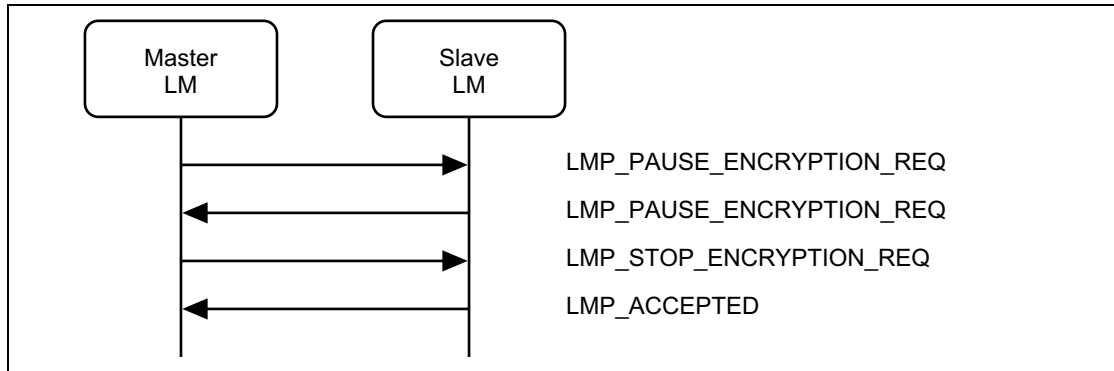 Master
LM
Slave
LM
LMP_PAUSE_ENCRYPTION_REQ
LMP_PAUSE_ENCRYPTION_REQ
LMP_STOP_ENCRYPTION_REQ
LMP_ACCEPTED